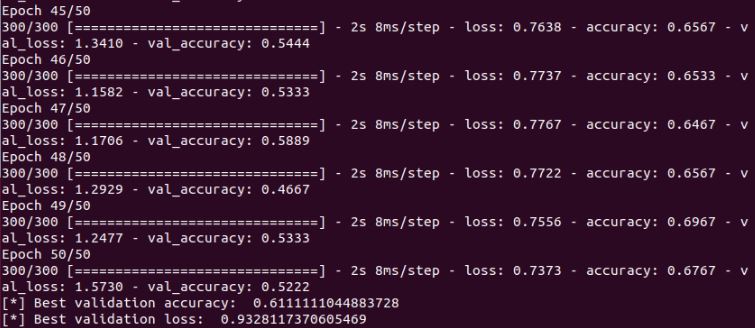 Epoch 45/50
300/300 [==============================] - 2s 8ms/step - loss: 0.7638 - accuracy: 0.6567 - v
al_loss: 1.3410 - val_accuracy: 0.5444
Epoch 46/50
300/300 [==============================] - 2s 8ms/step - loss: 0.7737 - accuracy: 0.6533 - v
al_loss: 1.1582 - val_accuracy: 0.5333
Epoch 47/50
300/300 [==============================] - 2s 8ms/step - loss: 0.7767 - accuracy: 0.6467 - v
al_loss: 1.1706 - val_accuracy: 0.5889
Epoch 48/50
300/300 [==============================] - 2s 8ms/step - loss: 0.7722 - accuracy: 0.6567 - v
al_loss: 1.2929 - val_accuracy: 0.4667
Epoch 49/50
300/300 [==============================] - 2s 8ms/step - loss: 0.7556 - accuracy: 0.6967 - v
al_loss: 1.2477 - val_accuracy: 0.5333
Epoch 50/50
300/300 [==============================] - 2s 8ms/step - loss: 0.7373 - accuracy: 0.6767 - v
al_loss: 1.5730 - val_accuracy: 0.5222
[*] Best validation accuracy:  0.6111111044883728
[*] Best validation loss:  0.9328117370605469